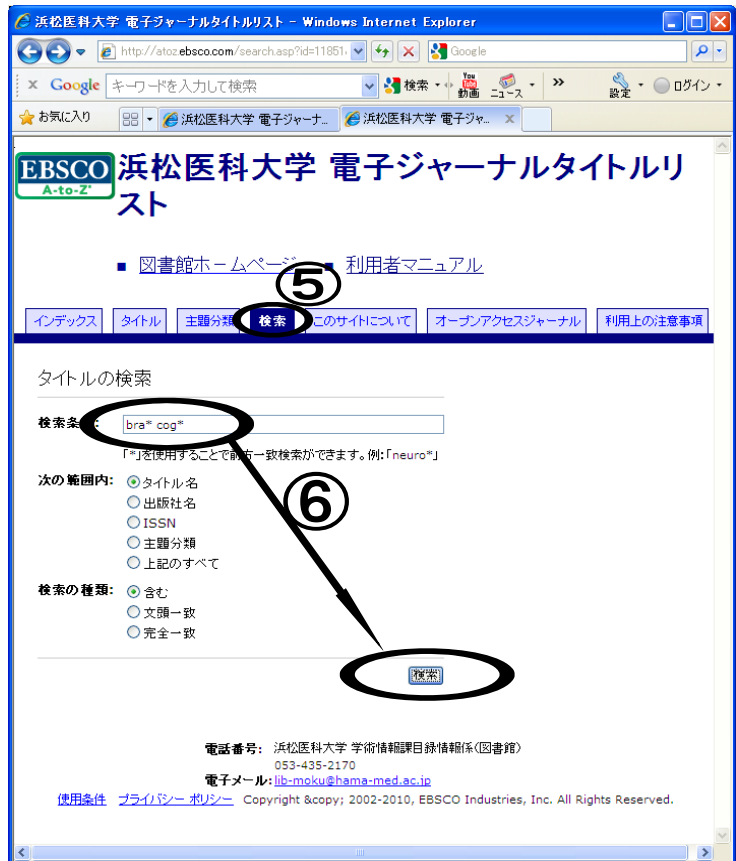 浜松医科大学 電子ジャーナルタイトルリスト - Windows Internet Explorer
http://atoz.ebsco.com/search.asp?id=11851 Google
x Google キーワードを入力して検索 検索 You 動画 ニュース » 設定 ログイン
お気に入り 浜松医科大学 電子ジャーナ... 浜松医科大学 電子ジャ... x
EBSCO
A-to-Z
浜松医科大学 電子ジャーナルタイトルリ
スト
■ 図書館ホームページ ■ 利用者マニュアル
⑤
インデックス タイトル 主題分類 検索 このサイトについて オープンアクセスジャーナル 利用上の注意事項
タイトルの検索
検索条件: bra* cog*
「*」を使用することで前方一致検索ができます。例:「neuro*」
次の範囲内: タイトル名
出版社名
⑥
ISSN
主題分類
上記のすべて
検索の種類: 含む
文頭一致
完全一致
検索
電話番号: 浜松医科大学 学術情報課目録情報係(図書館)
053-435-2170
電子メール: lib-moku@hama-med.ac.jp
使用条件 プライバシー ポリシー Copyright &copy; 2002-2010, EBSCO Industries, Inc. All Rights Reserved.